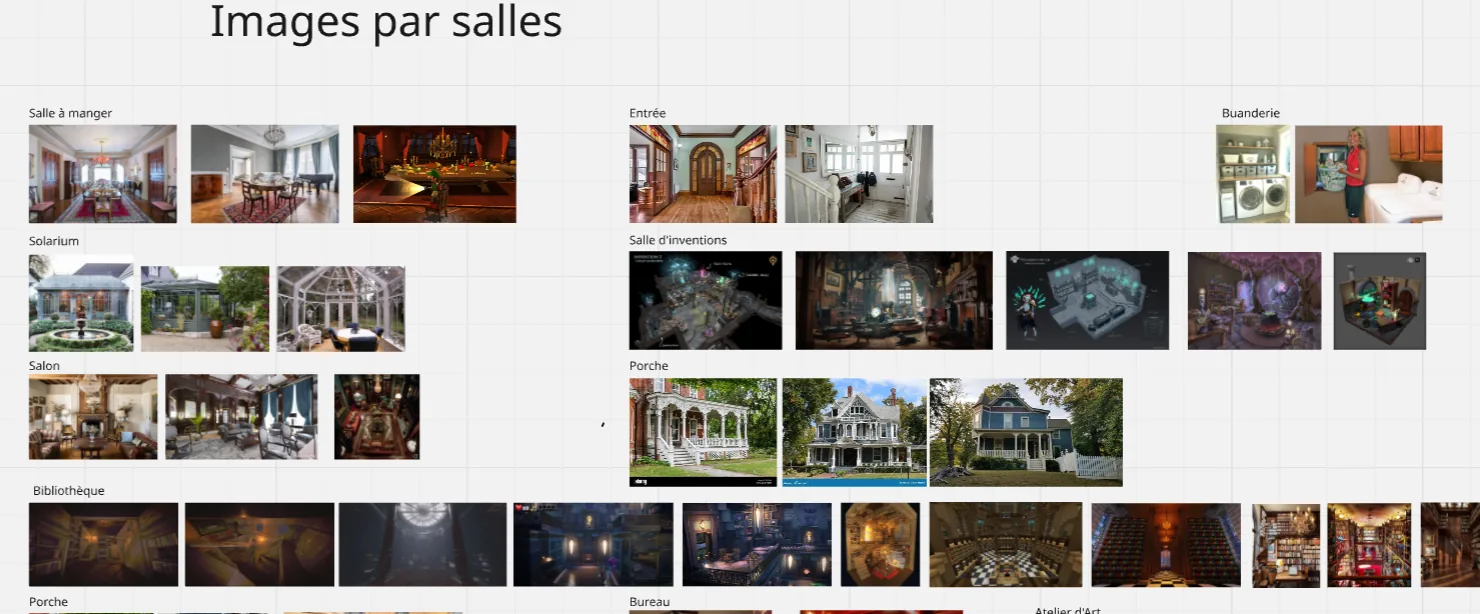 Images par salles
Salle à manger
Entrée
Buanderie
Solarium
Salle d'inventions
Salon
Porche
Bibliothèque
Porche
Bureau
Atelier d'Art